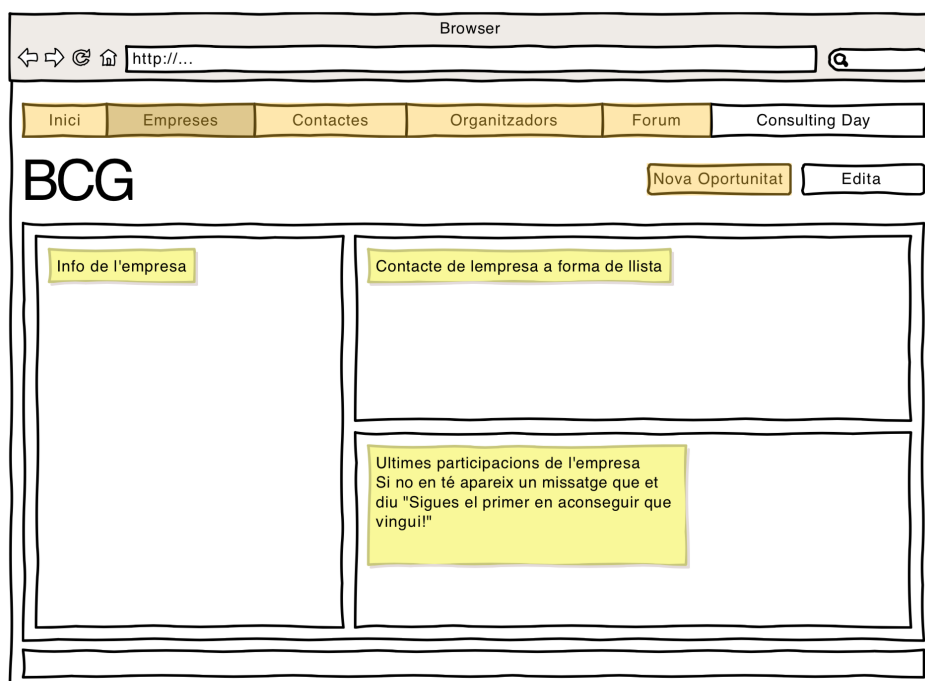 Browser
http://...
Inici Empreses Contactes Organitzadors Forum Consulting Day
BCG
Nova Oportunitat Edita
Info de l'empresa
Contacte de lempresa a forma de llista
Ultimes participacions de l'empresa
Si no en té apareix un missatge que et
diu "Sigues el primer en aconseguir que
vingui!"